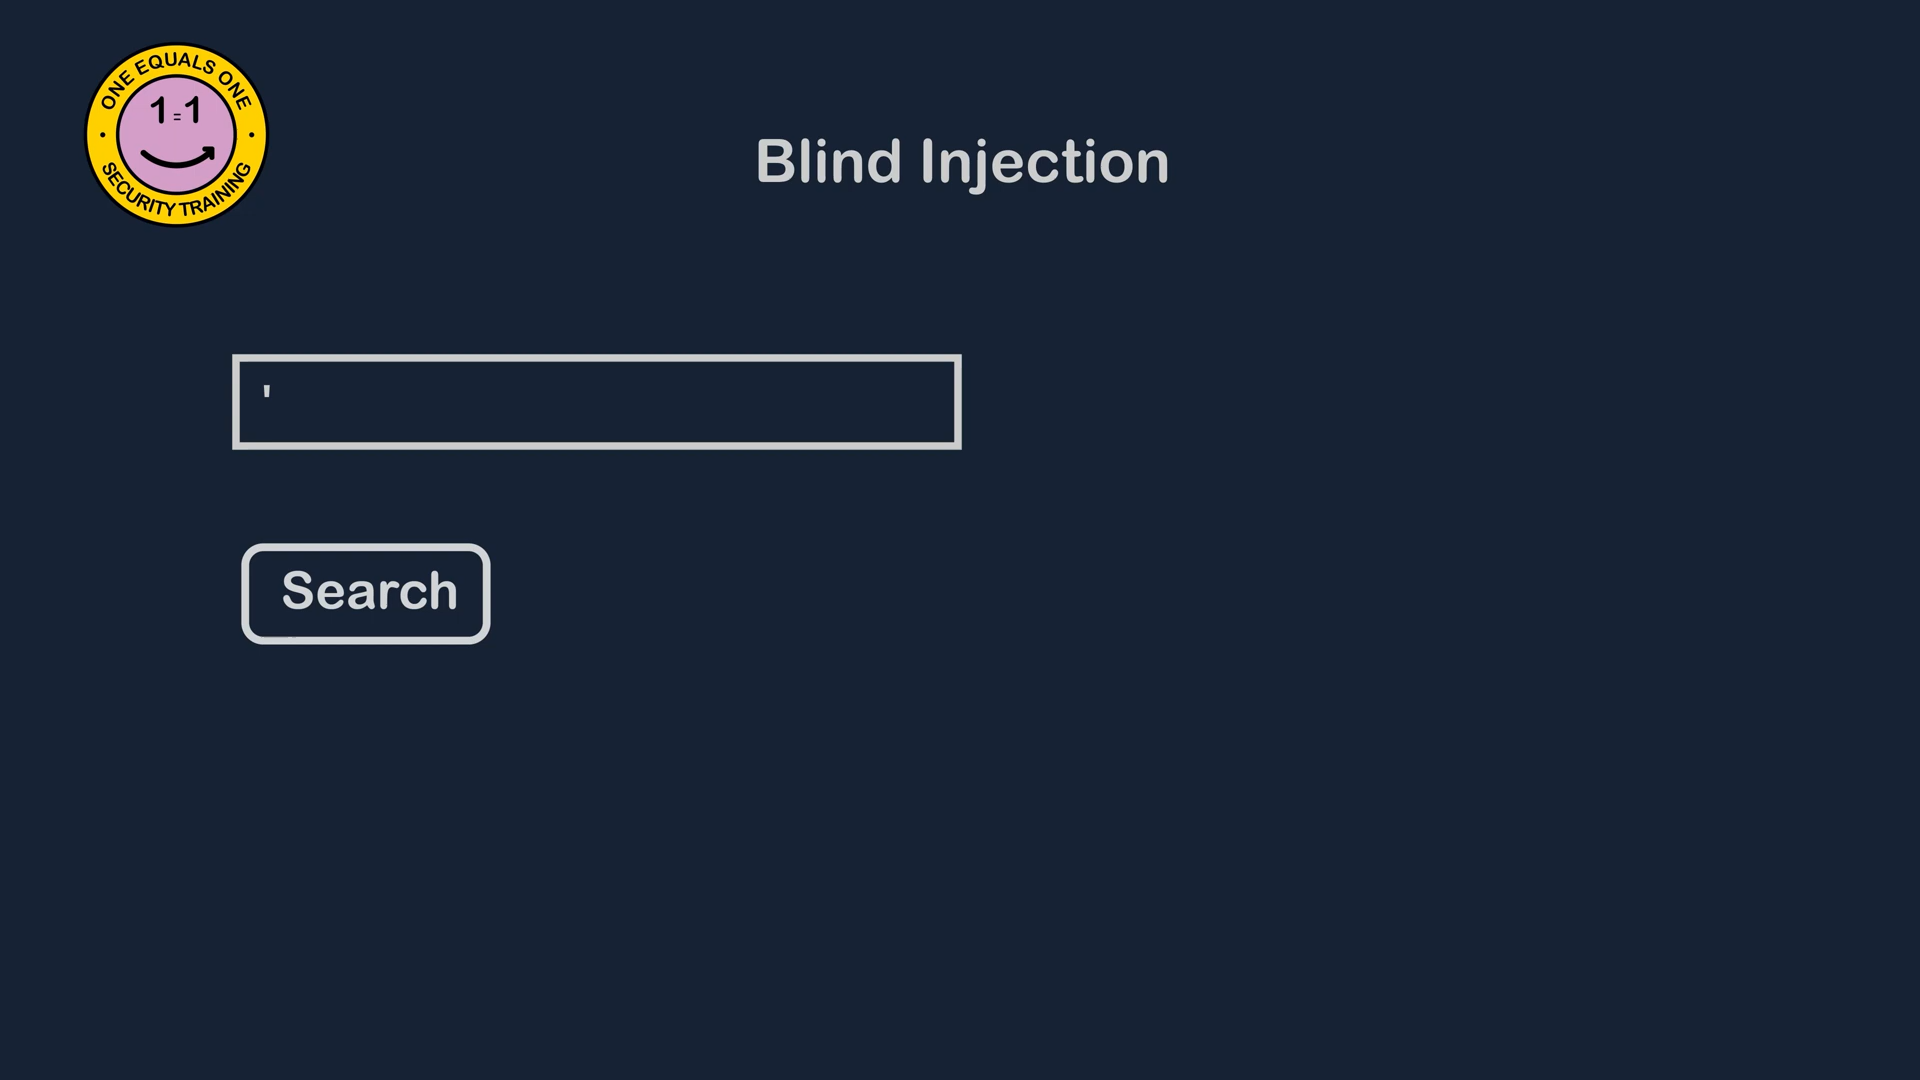 ONE EQUALS ONE
1=1
SECURITY TRAINING
Blind Injection
'
Search